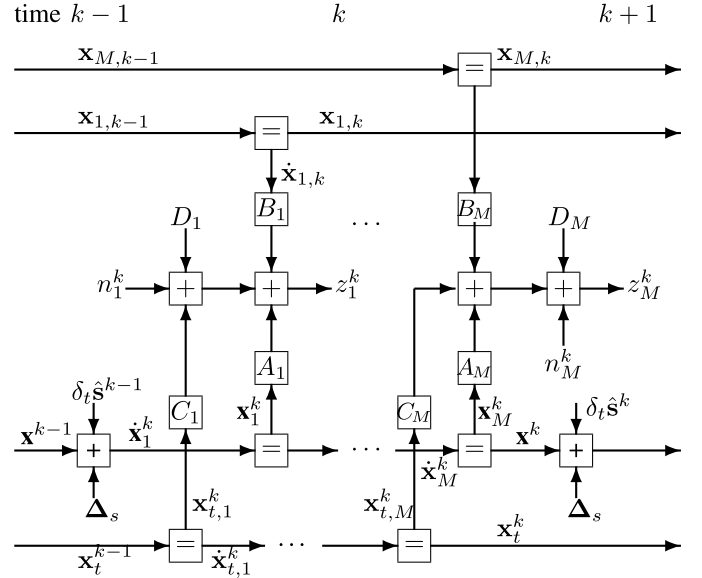 time k − 1 k k + 1
x_{M,k−1} = x_{M,k}
x_{1,k−1} = x_{1,k}
ẋ_{1,k}
D_1 B_1 ... B_M D_M
n_1^k + + z_1^k + + z_M^k
A_1 A_M n_M^k
δ_t ŝ^{k−1} C_1 x_1^k C_M x_M^k δ_t ŝ^k
x^{k−1} + ẋ_1^k = ... ẋ_M^k = x^k +
Δ_s x_{t,1}^k x_{t,M}^k Δ_s
x_t^{k−1} = ẋ_{t,1}^k ... = x_t^k